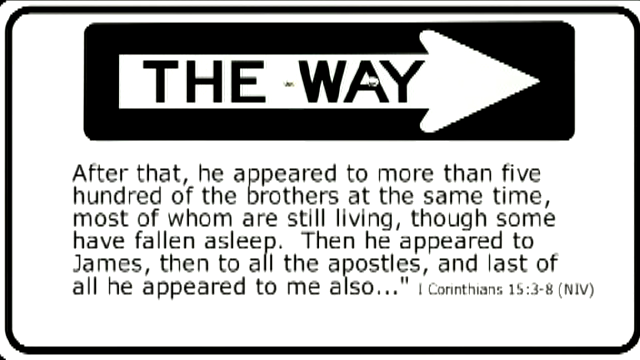 THE WAY
After that, he appeared to more than five
hundred of the brothers at the same time,
most of whom are still living, though some
have fallen asleep.  Then he appeared to
James, then to all the apostles, and last of
all he appeared to me also..." I Corinthians 15:3-8 (NIV)